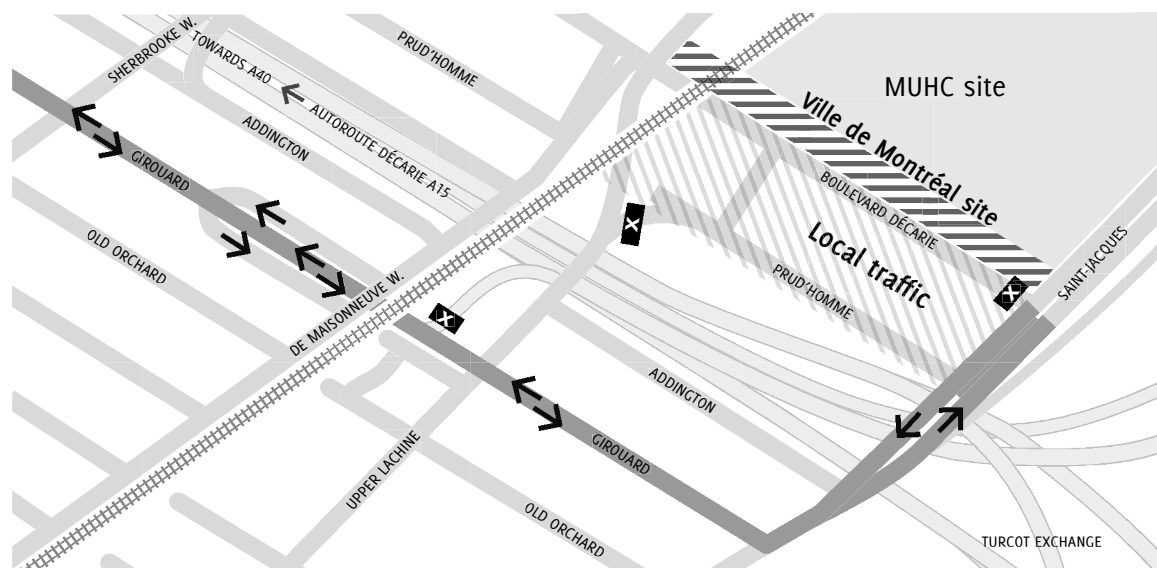 SHERBROOKE W.
TOWARDS A40
PRUD'HOMME
MUHC site
Ville de Montréal site
ADDINGTON
AUTOROUTE DÉCARIE A15
GIROUARD
BOULEVARD DÉCARIE
X
Local traffic
OLD ORCHARD
SAINT-JACQUES
PRUD'HOMME
X
DE MAISONNEUVE W.
X
ADDINGTON
GIROUARD
UPPER LACHINE
OLD ORCHARD
TURCOT EXCHANGE